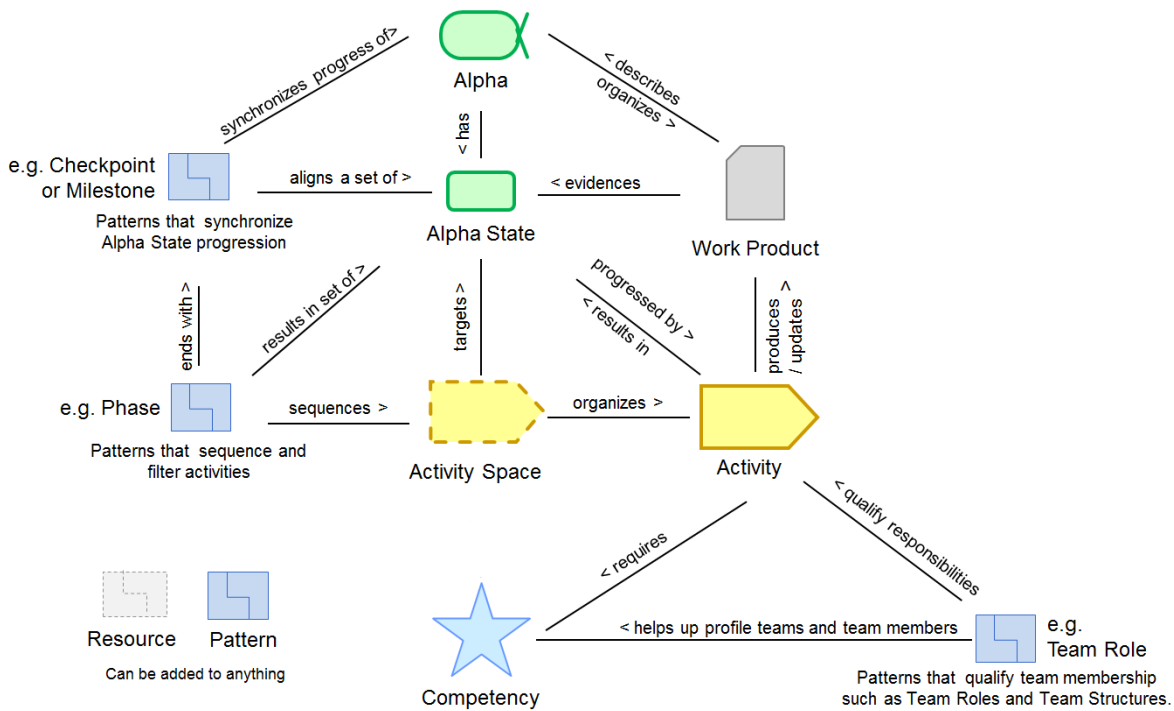 synchronizes progress of>
Alpha
< describes
organizes >
< has
e.g. Checkpoint
or Milestone
aligns a set of >
< evidences
Patterns that synchronize
Alpha State progression
Alpha State
Work Product
ends with >
results in set of >
targets >
progressed by >
< results in
produces >
/ updates
e.g. Phase
sequences >
organizes >
Patterns that sequence and
filter activities
Activity Space
Activity
< requires
< qualify responsibilities
Resource
Pattern
Can be added to anything
< helps up profile teams and team members
Competency
e.g.
Team Role
Patterns that qualify team membership
such as Team Roles and Team Structures.